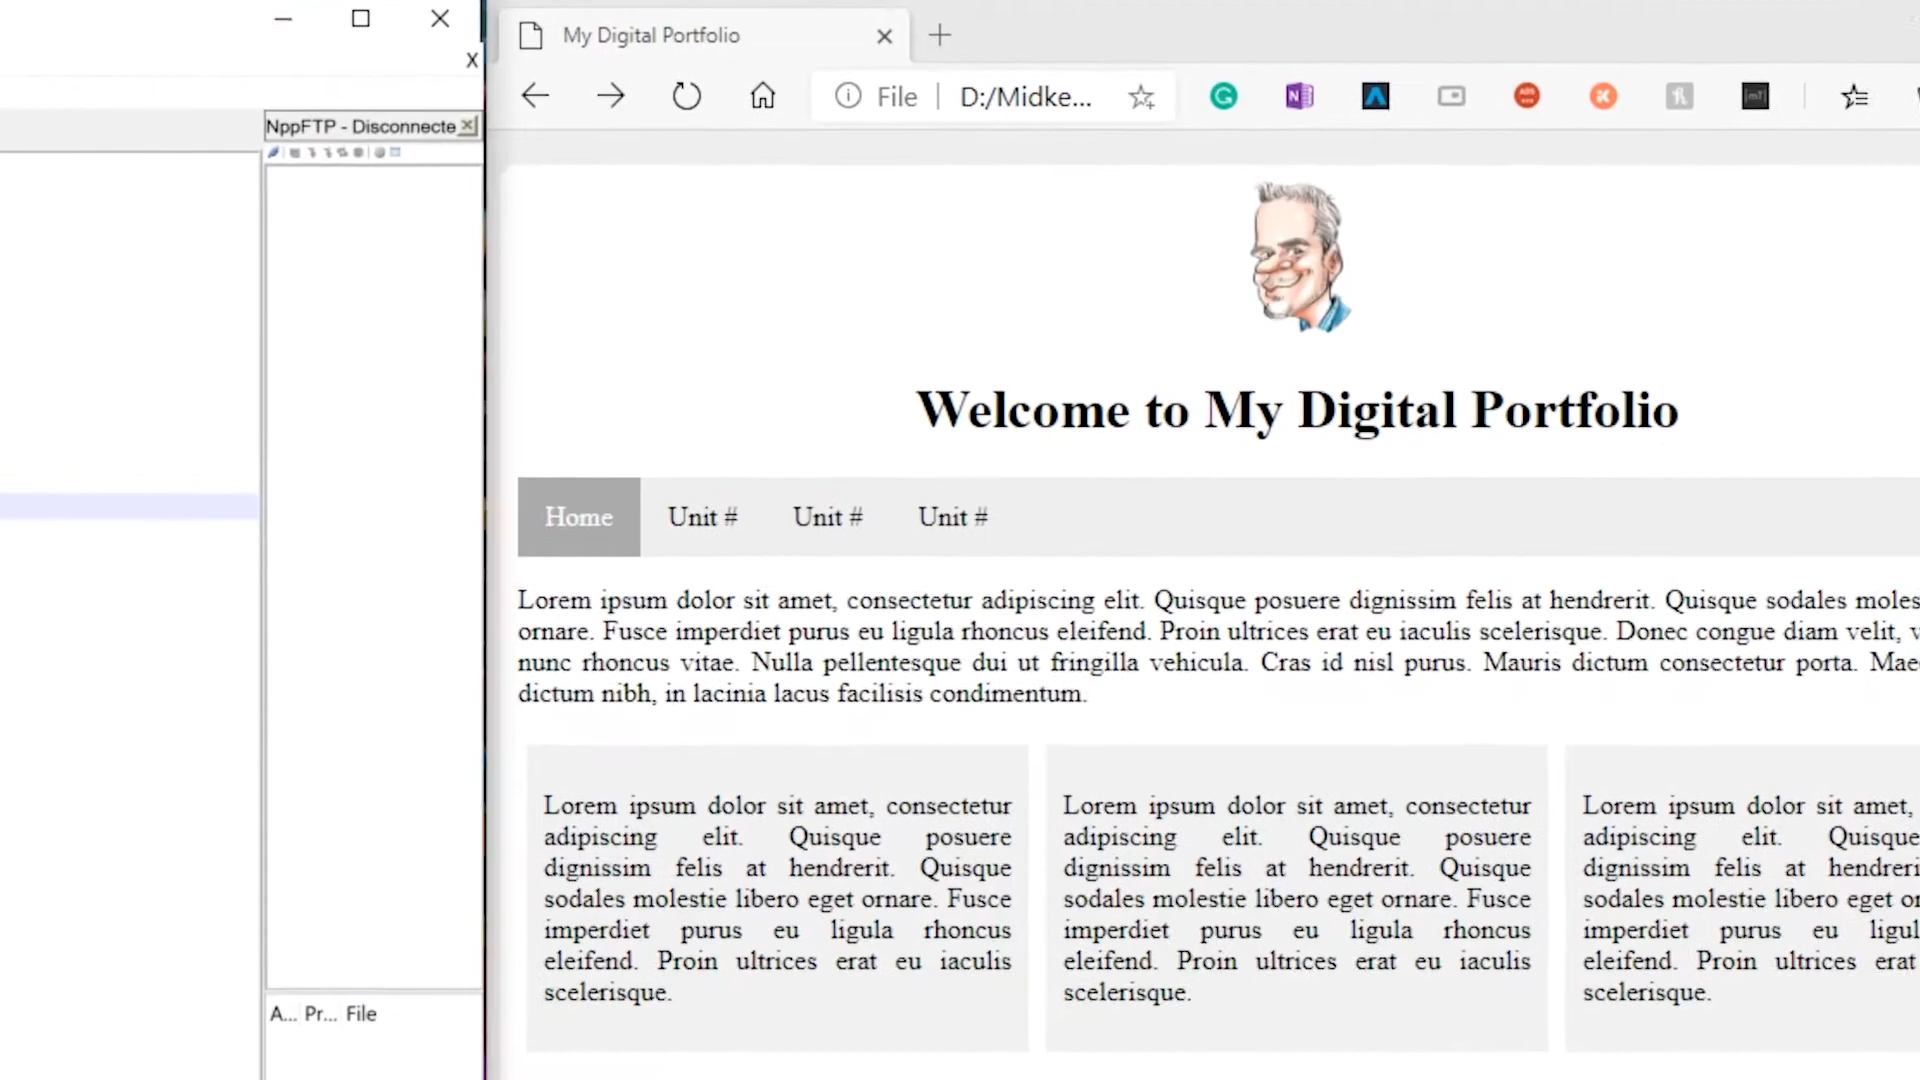 X
NppFTP - Disconnecte
A... Pr... File
My Digital Portfolio
File D:/Midke...
Welcome to My Digital Portfolio
Home Unit # Unit # Unit #
Lorem ipsum dolor sit amet, consectetur adipiscing elit. Quisque posuere dignissim felis at hendrerit. Quisque sodales moles
ornare. Fusce imperdiet purus eu ligula rhoncus eleifend. Proin ultrices erat eu iaculis scelerisque. Donec congue diam velit, v
nunc rhoncus vitae. Nulla pellentesque dui ut fringilla vehicula. Cras id nisl purus. Mauris dictum consectetur porta. Mae
dictum nibh, in lacinia lacus facilisis condimentum.
Lorem ipsum dolor sit amet, consectetur
adipiscing elit. Quisque posuere
dignissim felis at hendrerit. Quisque
sodales molestie libero eget ornare. Fusce
imperdiet purus eu ligula rhoncus
eleifend. Proin ultrices erat eu iaculis
scelerisque.
Lorem ipsum dolor sit amet, consectetur
adipiscing elit. Quisque posuere
dignissim felis at hendrerit. Quisque
sodales molestie libero eget ornare. Fusce
imperdiet purus eu ligula rhoncus
eleifend. Proin ultrices erat eu iaculis
scelerisque.
Lorem ipsum dolor sit amet,
adipiscing elit. Quisque
dignissim felis at hendreri
sodales molestie libero eget or
imperdiet purus eu ligul
eleifend. Proin ultrices erat
scelerisque.